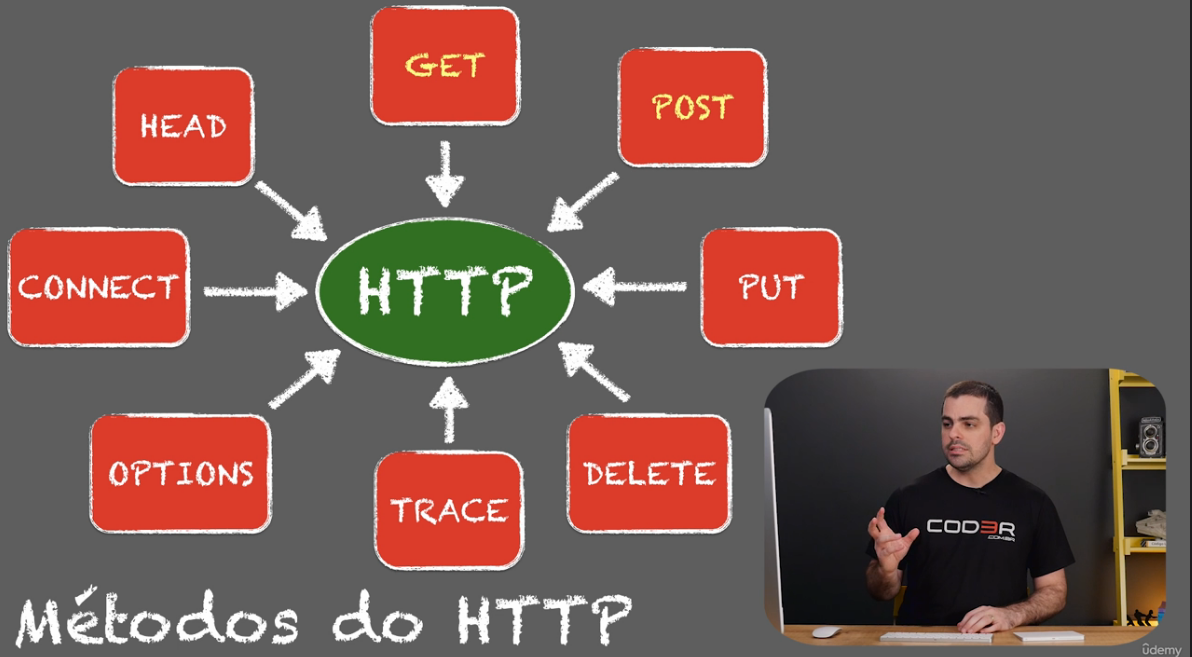 GET
POST
HEAD
CONNECT
HTTP
PUT
OPTIONS
TRACE
DELETE
COD3R
.COM.BR
Métodos do HTTP
ûdemy